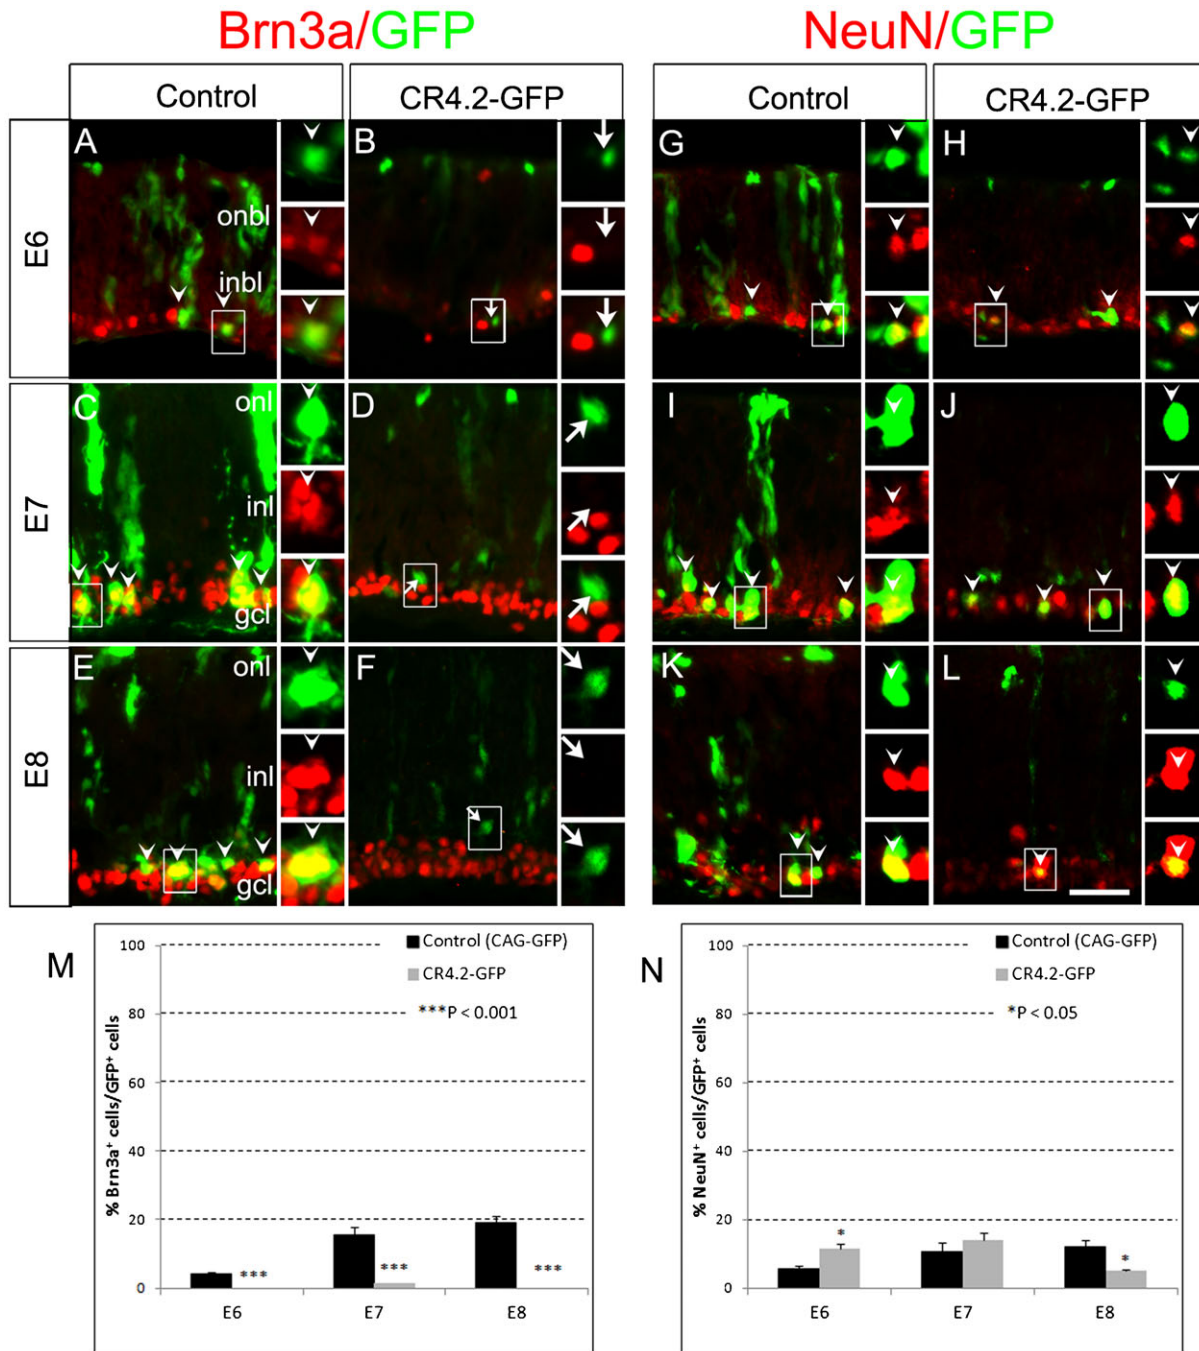 Brn3a/GFP
NeuN/GFP
Control
CR4.2-GFP
Control
CR4.2-GFP
E6
A
onbl
inbl
B
G
H
E7
C
onl
inl
gcl
D
I
J
E8
E
onl
inl
gcl
F
K
L
M
% Brn3a⁺ cells/GFP⁺ cells
100
80
60
40
20
0
Control (CAG-GFP)
CR4.2-GFP
***P < 0.001
***
***
***
E6
E7
E8
N
% NeuN⁺ cells/GFP⁺ cells
100
80
60
40
20
0
Control (CAG-GFP)
CR4.2-GFP
*P < 0.05
*
*
E6
E7
E8